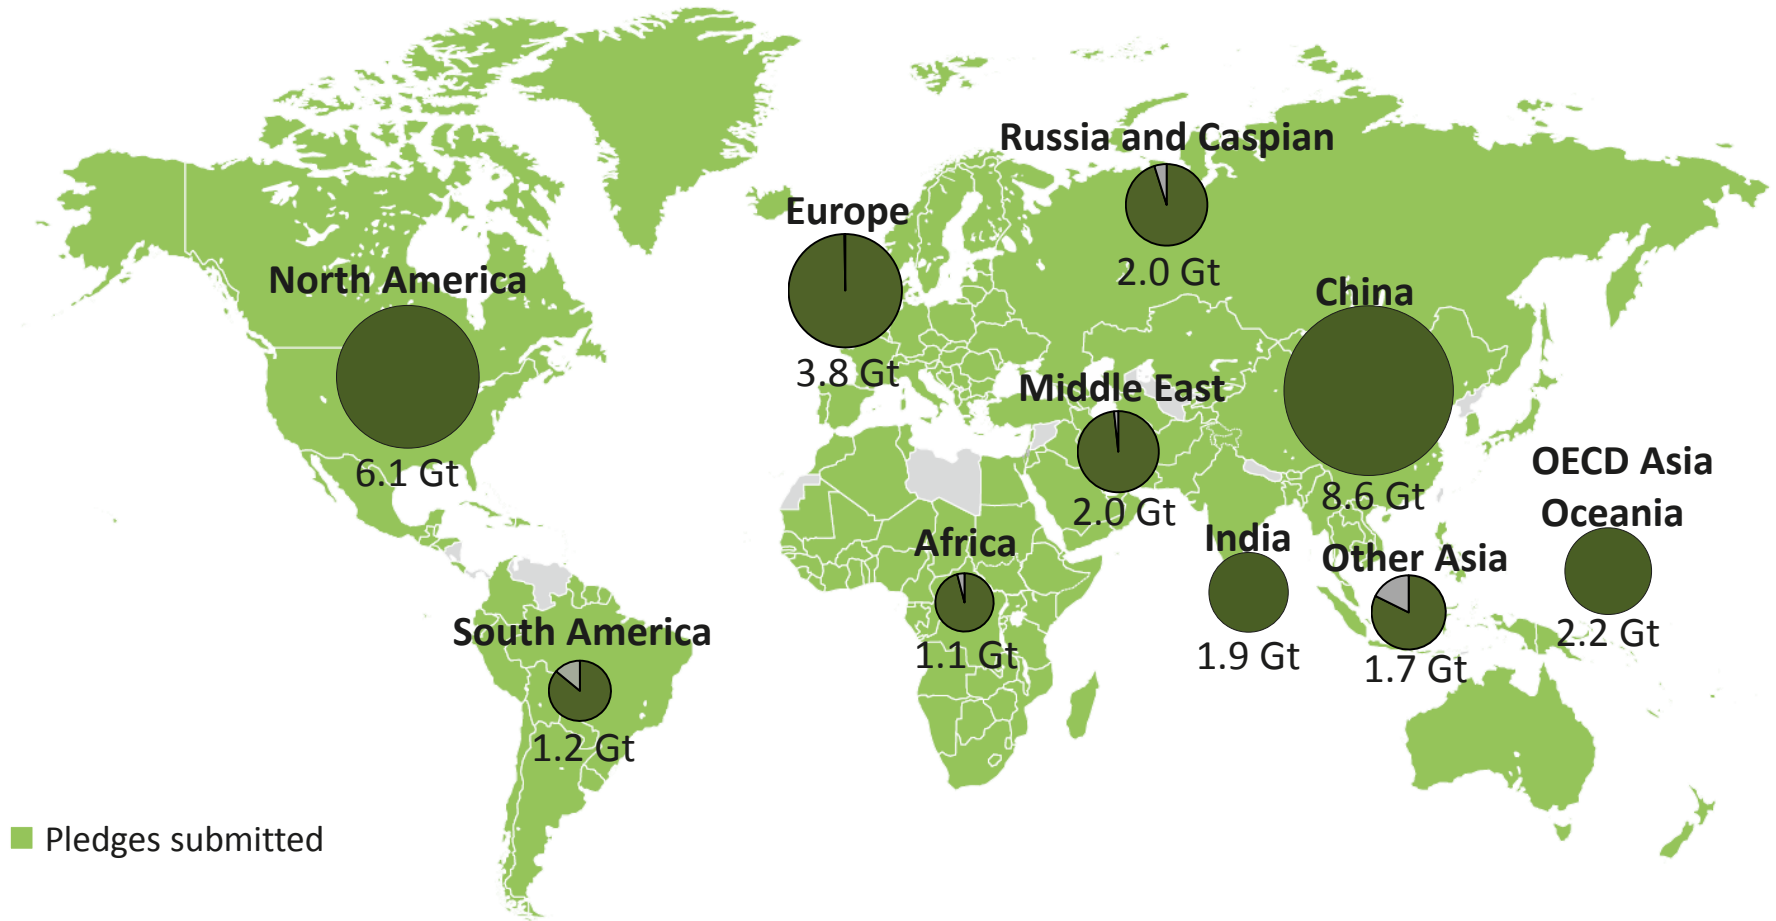 Russia and Caspian
2.0 Gt
Europe
3.8 Gt
North America
6.1 Gt
China
8.6 Gt
Middle East
2.0 Gt
OECD Asia
Oceania
2.2 Gt
Africa
1.1 Gt
India
1.9 Gt
Other Asia
1.7 Gt
South America
1.2 Gt
Pledges submitted